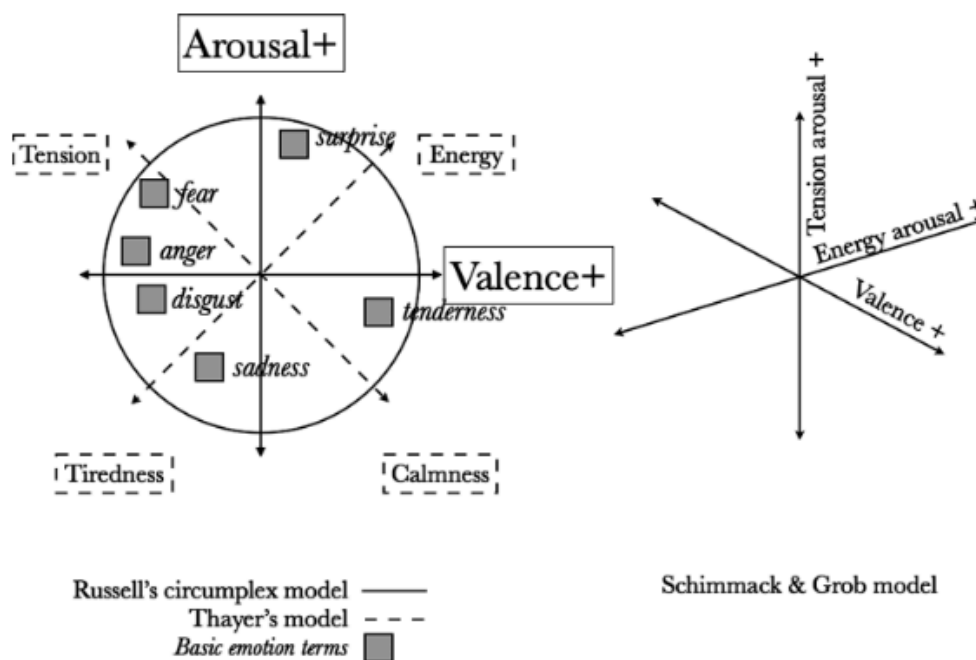 Arousal+
Tension
surprise
Energy
fear
anger
Valence+
disgust
tenderness
sadness
Tiredness
Calmness
Tension arousal +
Energy arousal +
Valence +
Russell's circumplex model
Thayer's model
Basic emotion terms
Schimmack & Grob model